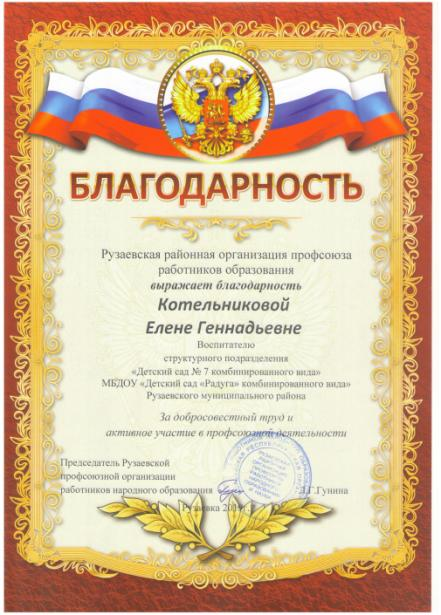 БЛАГОДАРНОСТЬ
Рузаевская районная организация профсоюза
работников образования
выражает благодарность
Котельниковой
Елене Геннадьевне
Воспитателю
структурного подразделения
«Детский сад № 7 комбинированного вида»
МБДОУ «Детский сад «Радуга» комбинированного вида»
Рузаевского муниципального района
За добросовестный труд и
активное участие в профсоюзной деятельности
Председатель Рузаевской
профсоюзной организации
работников народного образования Л.Г.Гунина
Рузаевка